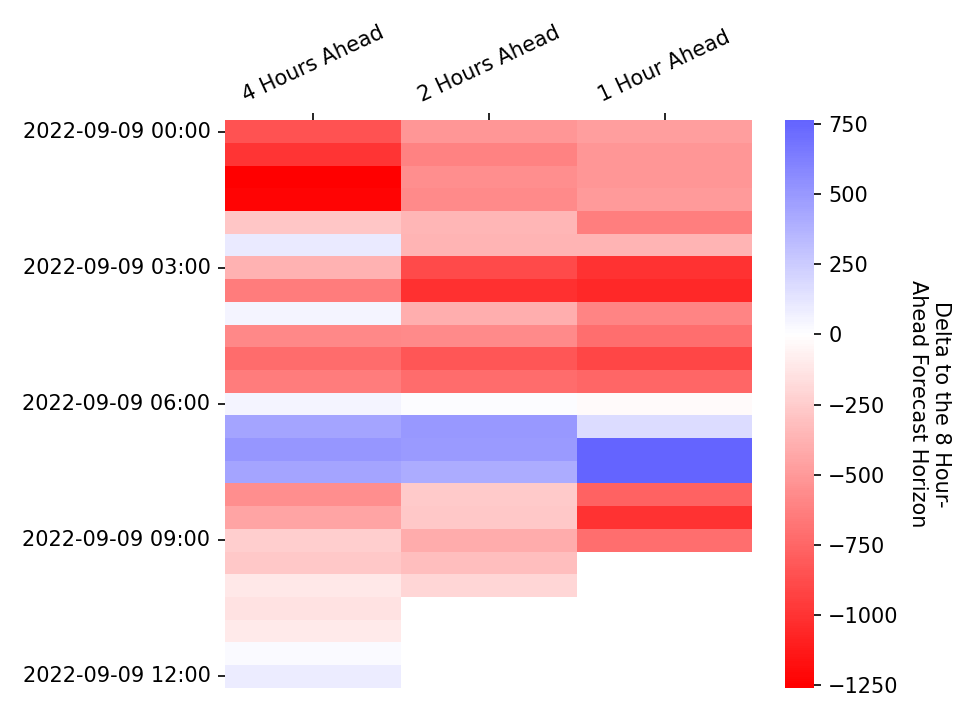 4 Hours Ahead
2 Hours Ahead
1 Hour Ahead
2022-09-09 00:00
2022-09-09 03:00
2022-09-09 06:00
2022-09-09 09:00
2022-09-09 12:00
750
500
250
0
−250
−500
−750
−1000
−1250
Delta to the 8 Hour-
Ahead Forecast Horizon